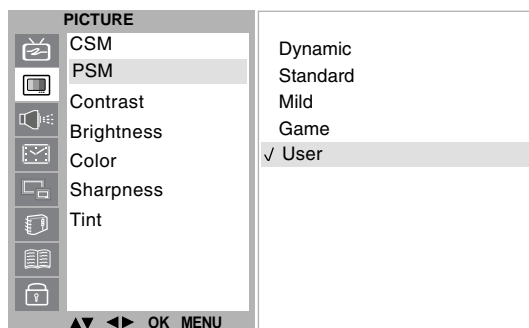 PICTURE
CSM
PSM
Contrast
Brightness
Color
Sharpness
Tint
▲▼ ◀▶ OK MENU
Dynamic
Standard
Mild
Game
√ User